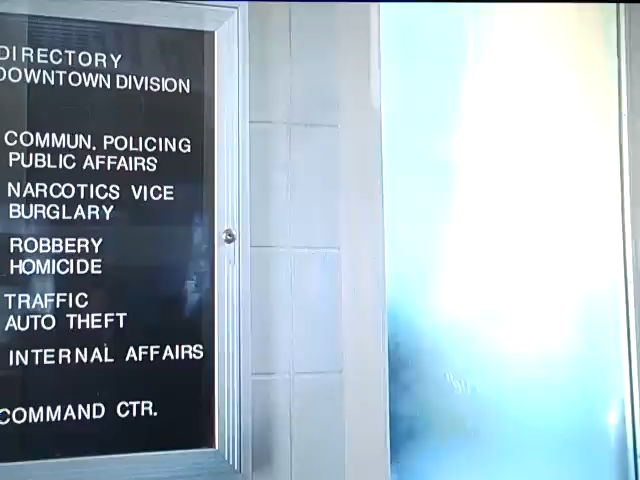 DIRECTORY
DOWNTOWN DIVISION
COMMUN. POLICING
PUBLIC AFFAIRS
NARCOTICS VICE
BURGLARY
ROBBERY
HOMICIDE
TRAFFIC
AUTO THEFT
INTERNAL AFFAIRS
COMMAND CTR.